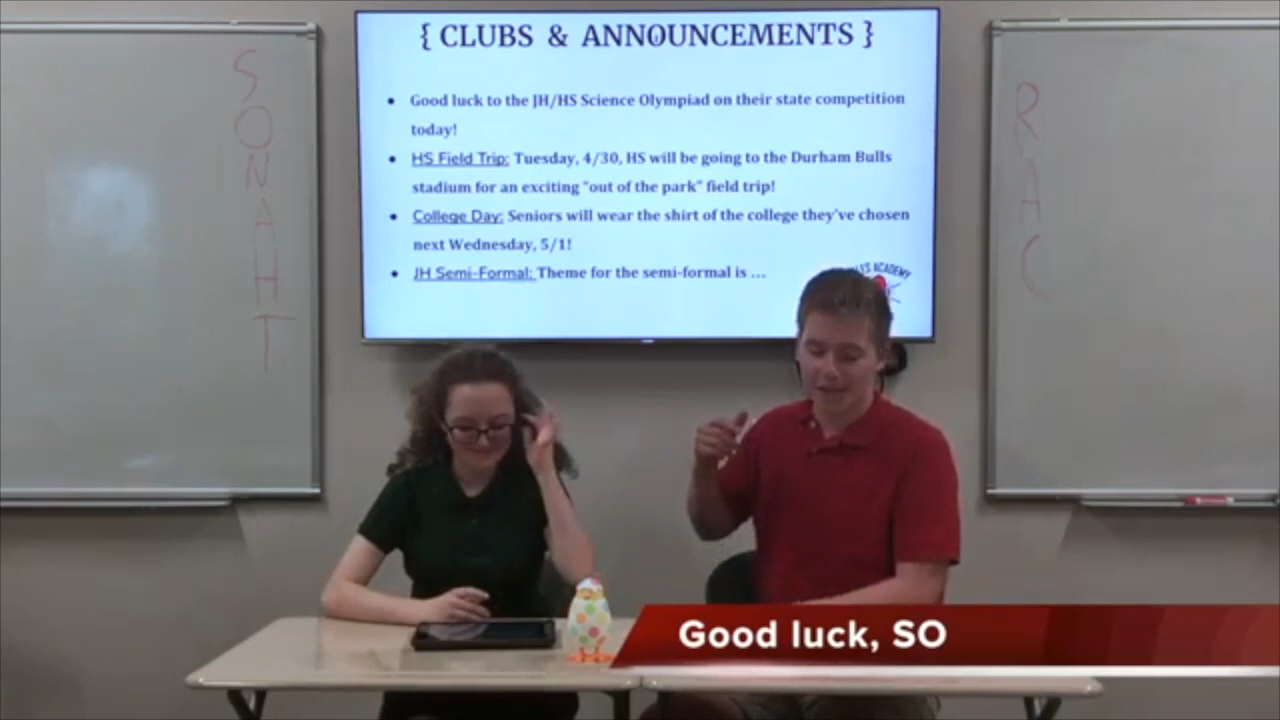 { CLUBS & ANNOUNCEMENTS }
• Good luck to the JH/HS Science Olympiad on their state competition
today!
• HS Field Trip: Tuesday, 4/30, HS will be going to the Durham Bulls
stadium for an exciting "out of the park" field trip!
• College Day: Seniors will wear the shirt of the college they've chosen
next Wednesday, 5/1!
• JH Semi-Formal: Theme for the semi-formal is ...
ACADEMY
S
O
N
A
H
T
R
A
C
Good luck, SO